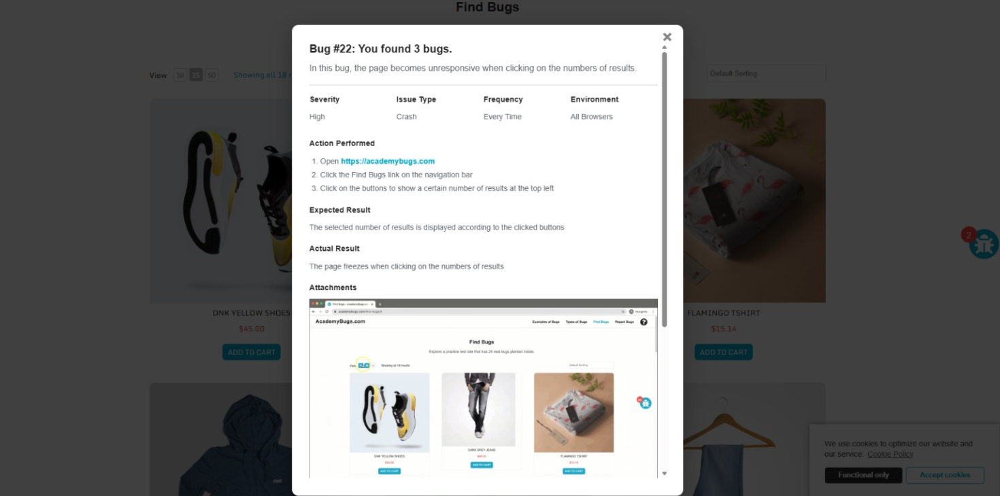 Find Bugs
Bug #22: You found 3 bugs.
In this bug, the page becomes unresponsive when clicking on the numbers of results.
View 10 25 50 Showing all 18 r
Default Sorting
Severity Issue Type Frequency Environment
High Crash Every Time All Browsers
Action Performed
1. Open https://academybugs.com
2. Click the Find Bugs link on the navigation bar
3. Click on the buttons to show a certain number of results at the top left
Expected Result
The selected number of results is displayed according to the clicked buttons
Actual Result
The page freezes when clicking on the numbers of results
2
Attachments
AcademyBugs.com
Examples of Bugs Types of Bugs Find Bugs Report Bugs ?
Find Bugs
Explore a practice test site that has 25 real bugs planted inside.
View Showing all 18 results
Default Sorting
DNK YELLOW SHOES
DARK GREY JEANS
FLAMINGO TSHIRT
$15.14
ADD TO CART
ADD TO CART
ADD TO CART
DNK YELLOW SHOES
$45.00
ADD TO CART
FLAMINGO TSHIRT
$15.14
ADD TO CART
We use cookies to optimize our website and
our service: Cookie Policy
Functional only Accept cookies